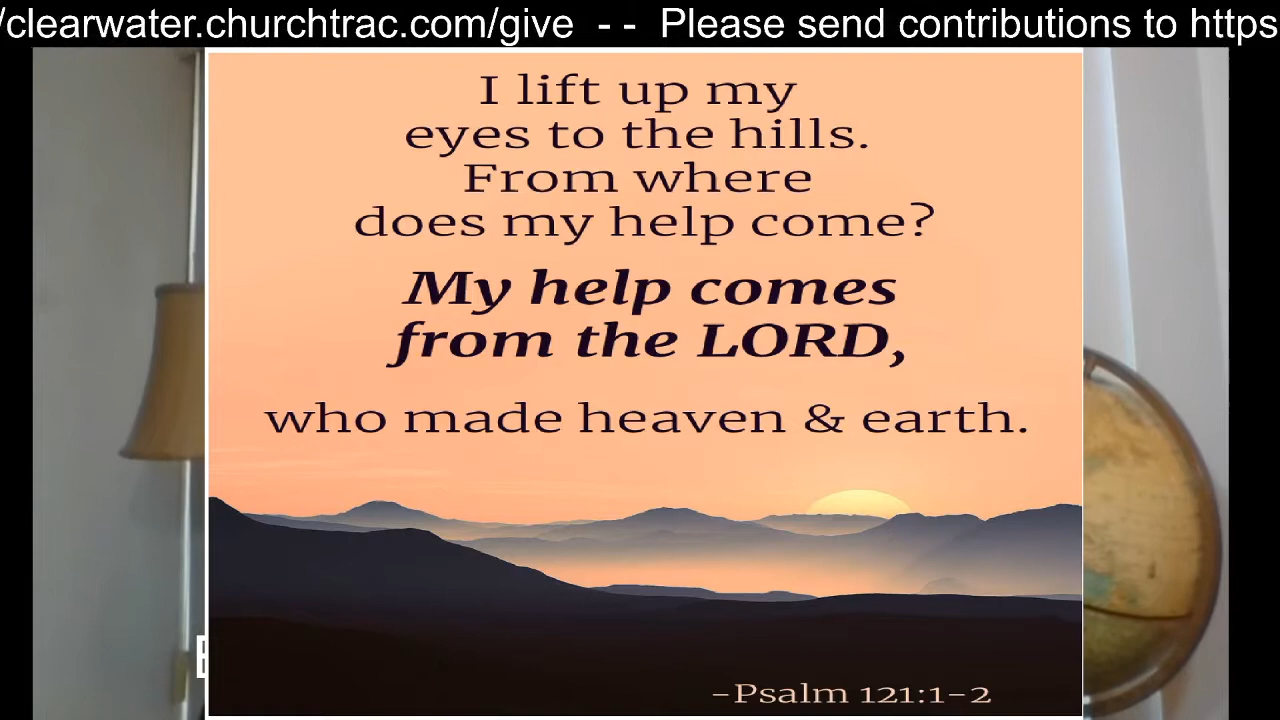 /clearwater.churchtrac.com/give - - Please send contributions to https
I lift up my
eyes to the hills.
From where
does my help come?
My help comes
from the LORD,
who made heaven & earth.
–Psalm 121:1–2